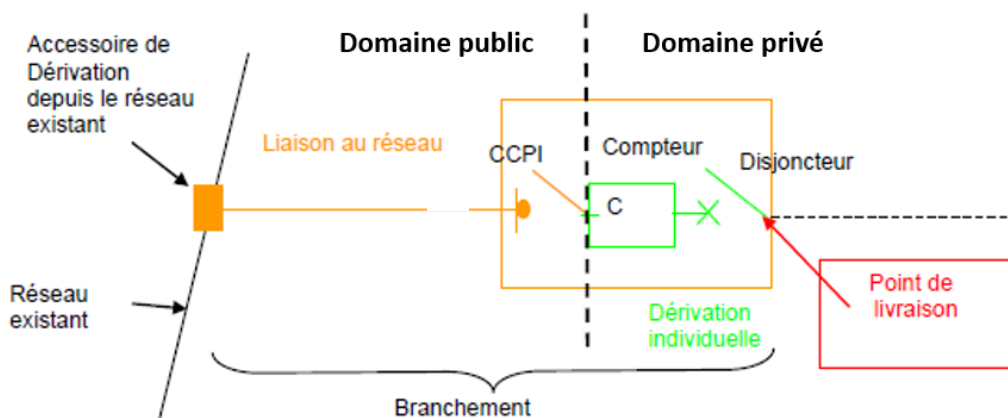 Domaine public
Domaine privé
Accessoire de
Dérivation
depuis le réseau
existant
Liaison au réseau
CCPI
Compteur
Disjoncteur
C
Réseau
existant
Point de
livraison
Dérivation
individuelle
Branchement